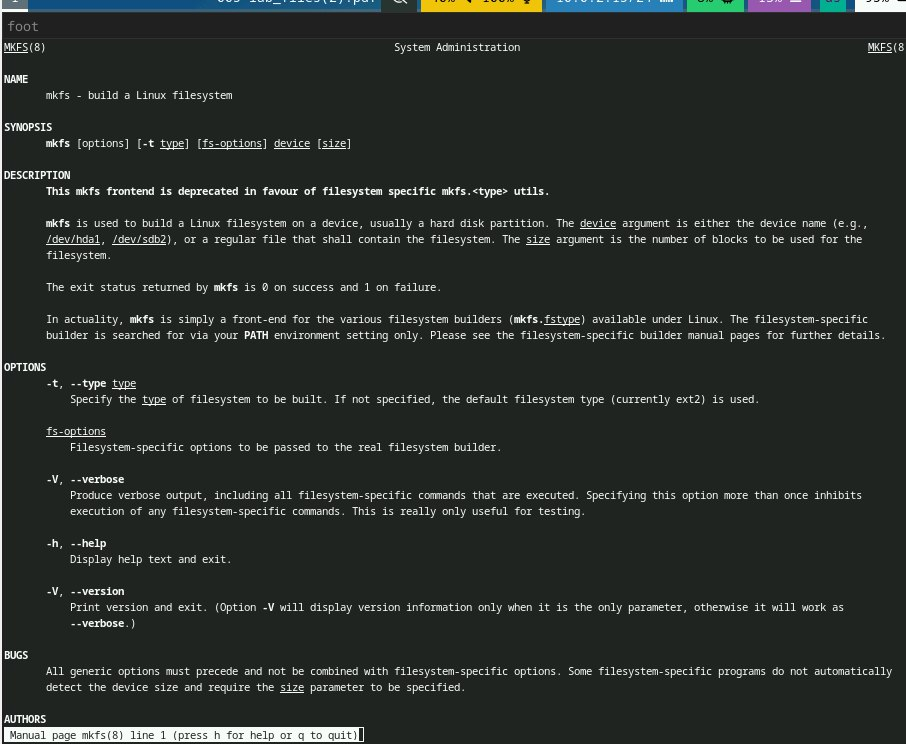 foot
MKFS(8) System Administration MKFS(8
NAME
mkfs - build a Linux filesystem
SYNOPSIS
mkfs [options] [-t type] [fs-options] device [size]
DESCRIPTION
This mkfs frontend is deprecated in favour of filesystem specific mkfs.<type> utils.
mkfs is used to build a Linux filesystem on a device, usually a hard disk partition. The device argument is either the device name (e.g.,
/dev/hda1, /dev/sdb2), or a regular file that shall contain the filesystem. The size argument is the number of blocks to be used for the
filesystem.
The exit status returned by mkfs is 0 on success and 1 on failure.
In actuality, mkfs is simply a front-end for the various filesystem builders (mkfs.fstype) available under Linux. The filesystem-specific
builder is searched for via your PATH environment setting only. Please see the filesystem-specific builder manual pages for further details.
OPTIONS
-t, --type type
Specify the type of filesystem to be built. If not specified, the default filesystem type (currently ext2) is used.
fs-options
Filesystem-specific options to be passed to the real filesystem builder.
-V, --verbose
Produce verbose output, including all filesystem-specific commands that are executed. Specifying this option more than once inhibits
execution of any filesystem-specific commands. This is really only useful for testing.
-h, --help
Display help text and exit.
-V, --version
Print version and exit. (Option -V will display version information only when it is the only parameter, otherwise it will work as
--verbose.)
BUGS
All generic options must precede and not be combined with filesystem-specific options. Some filesystem-specific programs do not automatically
detect the device size and require the size parameter to be specified.
AUTHORS
Manual page mkfs(8) line 1 (press h for help or q to quit)